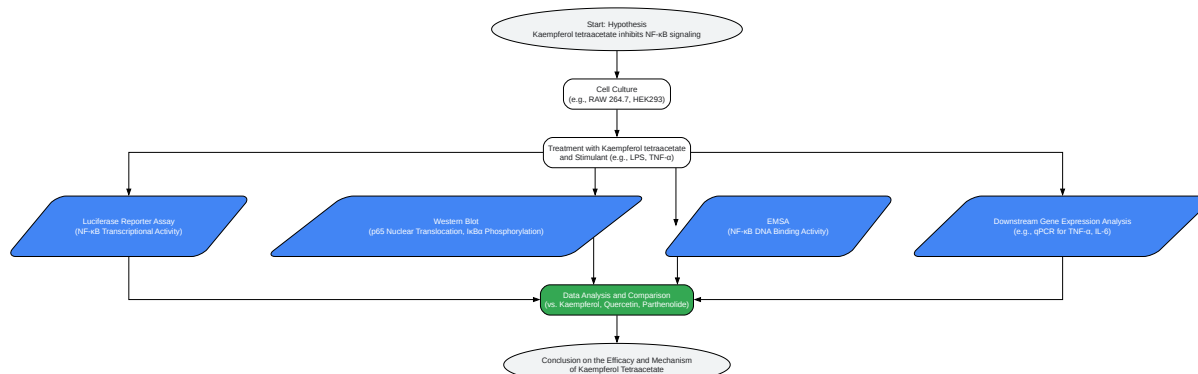 Start: Hypothesis
Kaempferol tetraacetate inhibits NF-κB signaling
Cell Culture
(e.g., RAW 264.7, HEK293)
Treatment with Kaempferol tetraacetate
and Stimulant (e.g., LPS, TNF-α)
Luciferase Reporter Assay
(NF-κB Transcriptional Activity)
Western Blot
(p65 Nuclear Translocation, IκBα Phosphorylation)
EMSA
(NF-κB DNA Binding Activity)
Downstream Gene Expression Analysis
(e.g., qPCR for TNF-α, IL-6)
Data Analysis and Comparison
(vs. Kaempferol, Quercetin, Parthenolide)
Conclusion on the Efficacy and Mechanism
of Kaempferol Tetraacetate